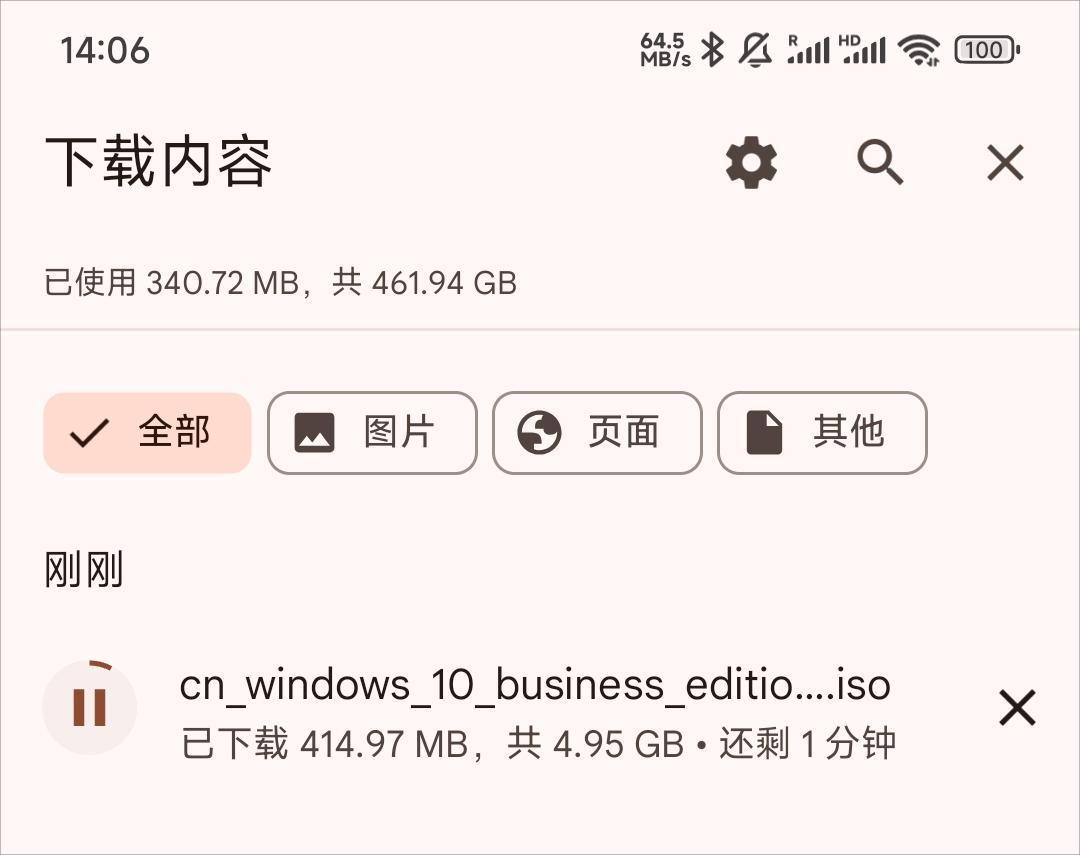 14:06
64.5 MB/s R HD 100
下载内容
已使用 340.72 MB，共 461.94 GB
全部 图片 页面 其他
刚刚
cn_windows_10_business_editio....iso
已下载 414.97 MB，共 4.95 GB • 还剩 1 分钟